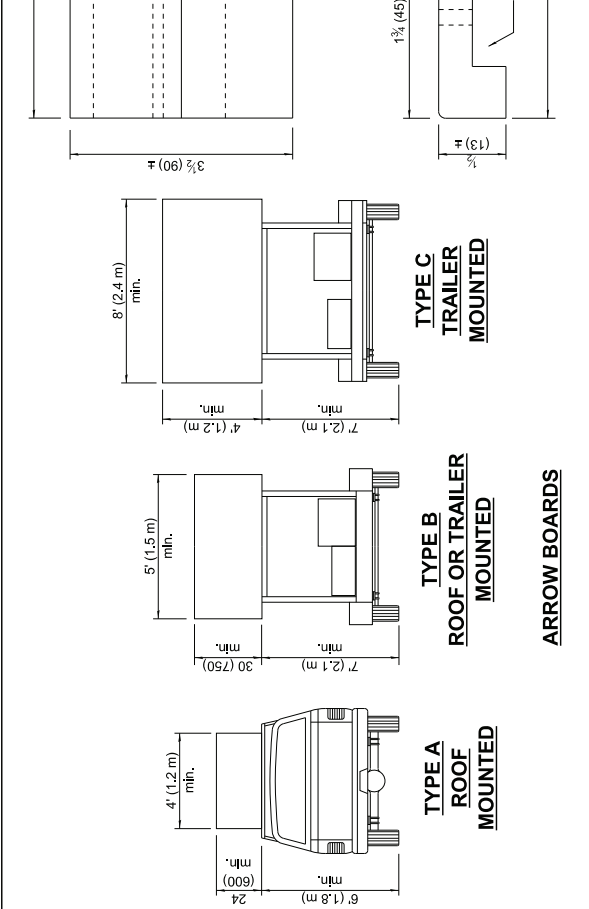 4' (1.2 m)
min.
24
(600)
min.
6' (1.8 m)
min.
TYPE A
ROOF
MOUNTED
5' (1.5 m)
min.
30 (750)
min.
7' (2.1 m)
min.
TYPE B
ROOF OR TRAILER
MOUNTED
8' (2.4 m)
min.
4' (1.2 m)
min.
7' (2.1 m)
min.
TYPE C
TRAILER
MOUNTED
ARROW BOARDS
3½ (90) ±
1¾ (45)
½
(13) ±